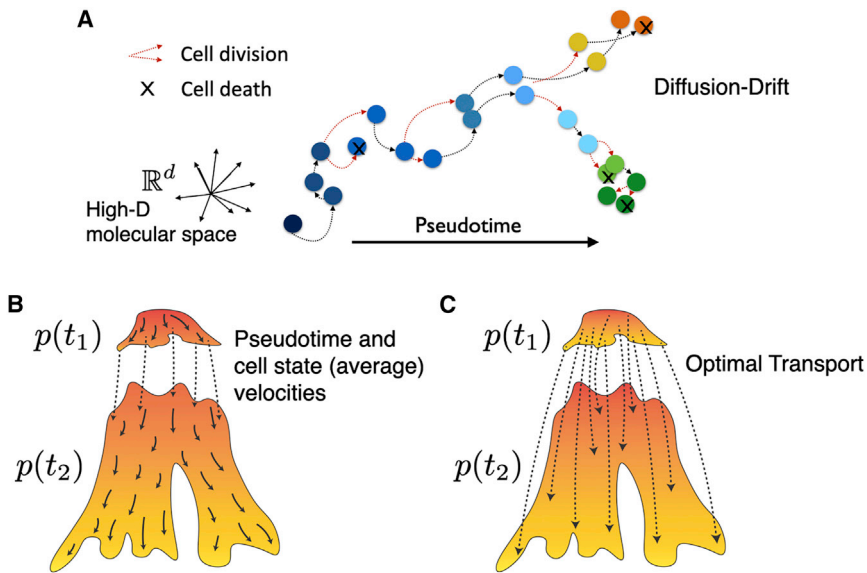 A
Cell division
X Cell death
Diffusion-Drift
ℝᵈ
High-D
molecular space
Pseudotime
B
p(t₁)
Pseudotime and
cell state (average)
velocities
p(t₂)
C
p(t₁)
Optimal Transport
p(t₂)